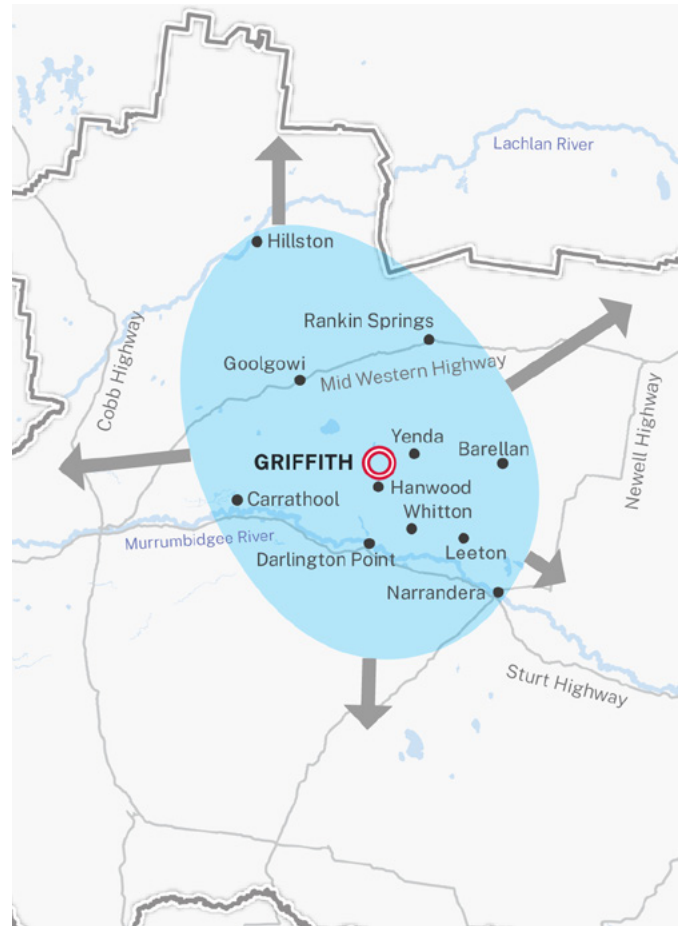 Lachlan River
Hillston
Rankin Springs
Goolgowi
Mid Western Highway
Cobb Highway
Newell Highway
Yenda
Barellan
GRIFFITH
Hanwood
Carrathool
Whitton
Murrumbidgee River
Darlington Point
Leeton
Narrandera
Sturt Highway